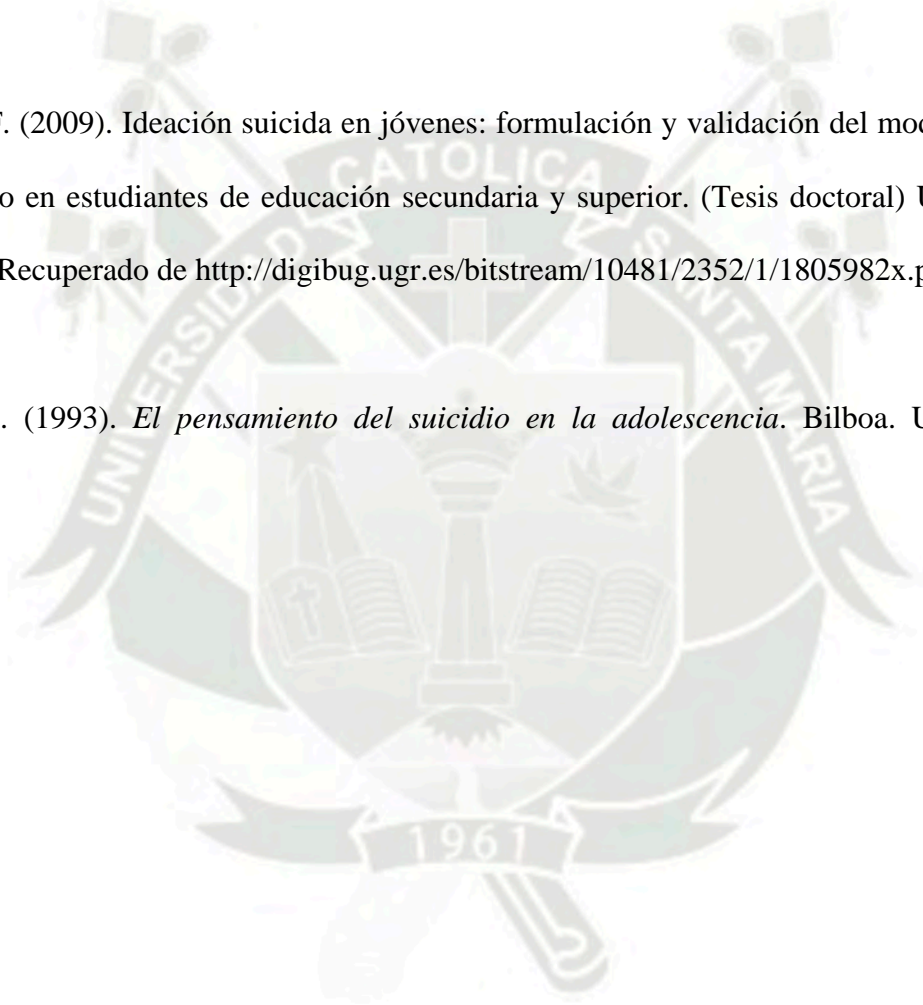 F. (2009). Ideación suicida en jóvenes: formulación y validación del
o en estudiantes de educación secundaria y superior. (Tesis doctoral)
Recuperado de http://digibug.ugr.es/bitstream/10481/2352/1/1805982x.p
. (1993). El pensamiento del suicidio en la adolescencia. Bilboa.
UNIVERSIDAD CATOLICA SANTA MARIA
1961